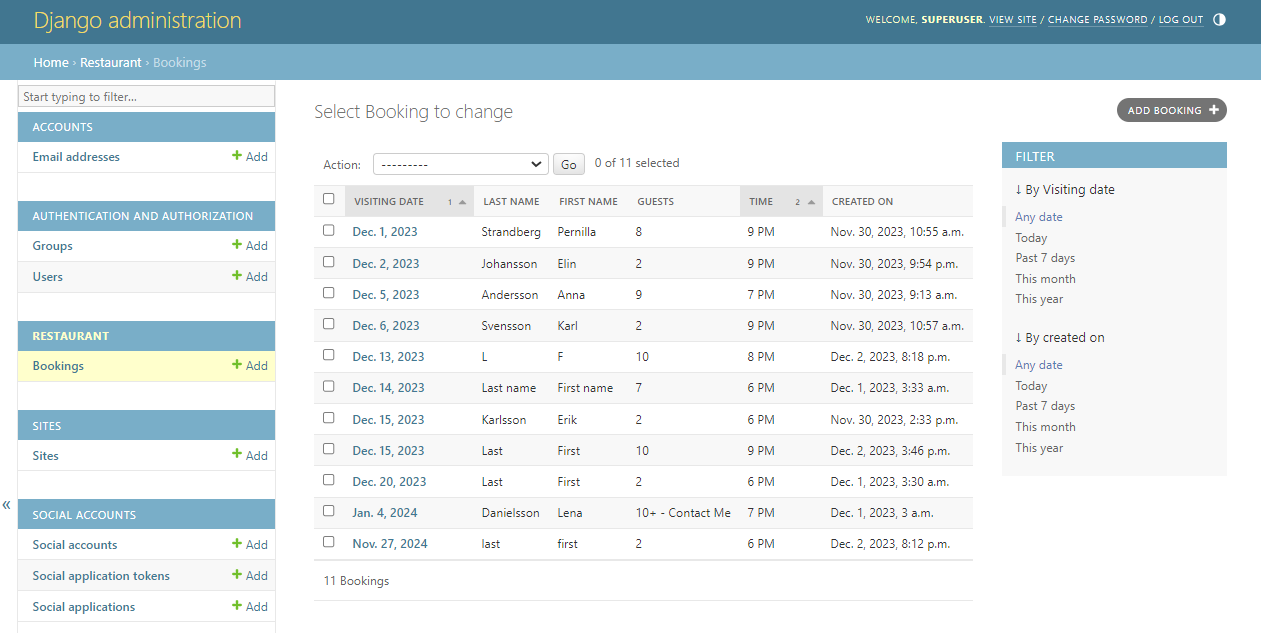 Django administration
WELCOME, SUPERUSER. VIEW SITE / CHANGE PASSWORD / LOG OUT
Home › Restaurant › Bookings
Start typing to filter...
ACCOUNTS
Email addresses + Add
AUTHENTICATION AND AUTHORIZATION
Groups + Add
Users + Add
RESTAURANT
Bookings + Add
SITES
Sites + Add
«
SOCIAL ACCOUNTS
Social accounts + Add
Social application tokens + Add
Social applications + Add
Select Booking to change
ADD BOOKING +
Action: --------- Go 0 of 11 selected
VISITING DATE 1 LAST NAME FIRST NAME GUESTS TIME 2 CREATED ON
Dec. 1, 2023 Strandberg Pernilla 8 9 PM Nov. 30, 2023, 10:55 a.m.
Dec. 2, 2023 Johansson Elin 2 9 PM Nov. 30, 2023, 9:54 p.m.
Dec. 5, 2023 Andersson Anna 9 7 PM Nov. 30, 2023, 9:13 a.m.
Dec. 6, 2023 Svensson Karl 2 9 PM Nov. 30, 2023, 10:57 a.m.
Dec. 13, 2023 L F 10 8 PM Dec. 2, 2023, 8:18 p.m.
Dec. 14, 2023 Last name First name 7 6 PM Dec. 1, 2023, 3:33 a.m.
Dec. 15, 2023 Karlsson Erik 2 6 PM Nov. 30, 2023, 2:33 p.m.
Dec. 15, 2023 Last First 10 9 PM Dec. 2, 2023, 3:46 p.m.
Dec. 20, 2023 Last First 2 6 PM Dec. 1, 2023, 3:30 a.m.
Jan. 4, 2024 Danielsson Lena 10+ - Contact Me 7 PM Dec. 1, 2023, 3 a.m.
Nov. 27, 2024 last first 2 6 PM Dec. 2, 2023, 8:12 p.m.
11 Bookings
FILTER
↓ By Visiting date
Any date
Today
Past 7 days
This month
This year
↓ By created on
Any date
Today
Past 7 days
This month
This year